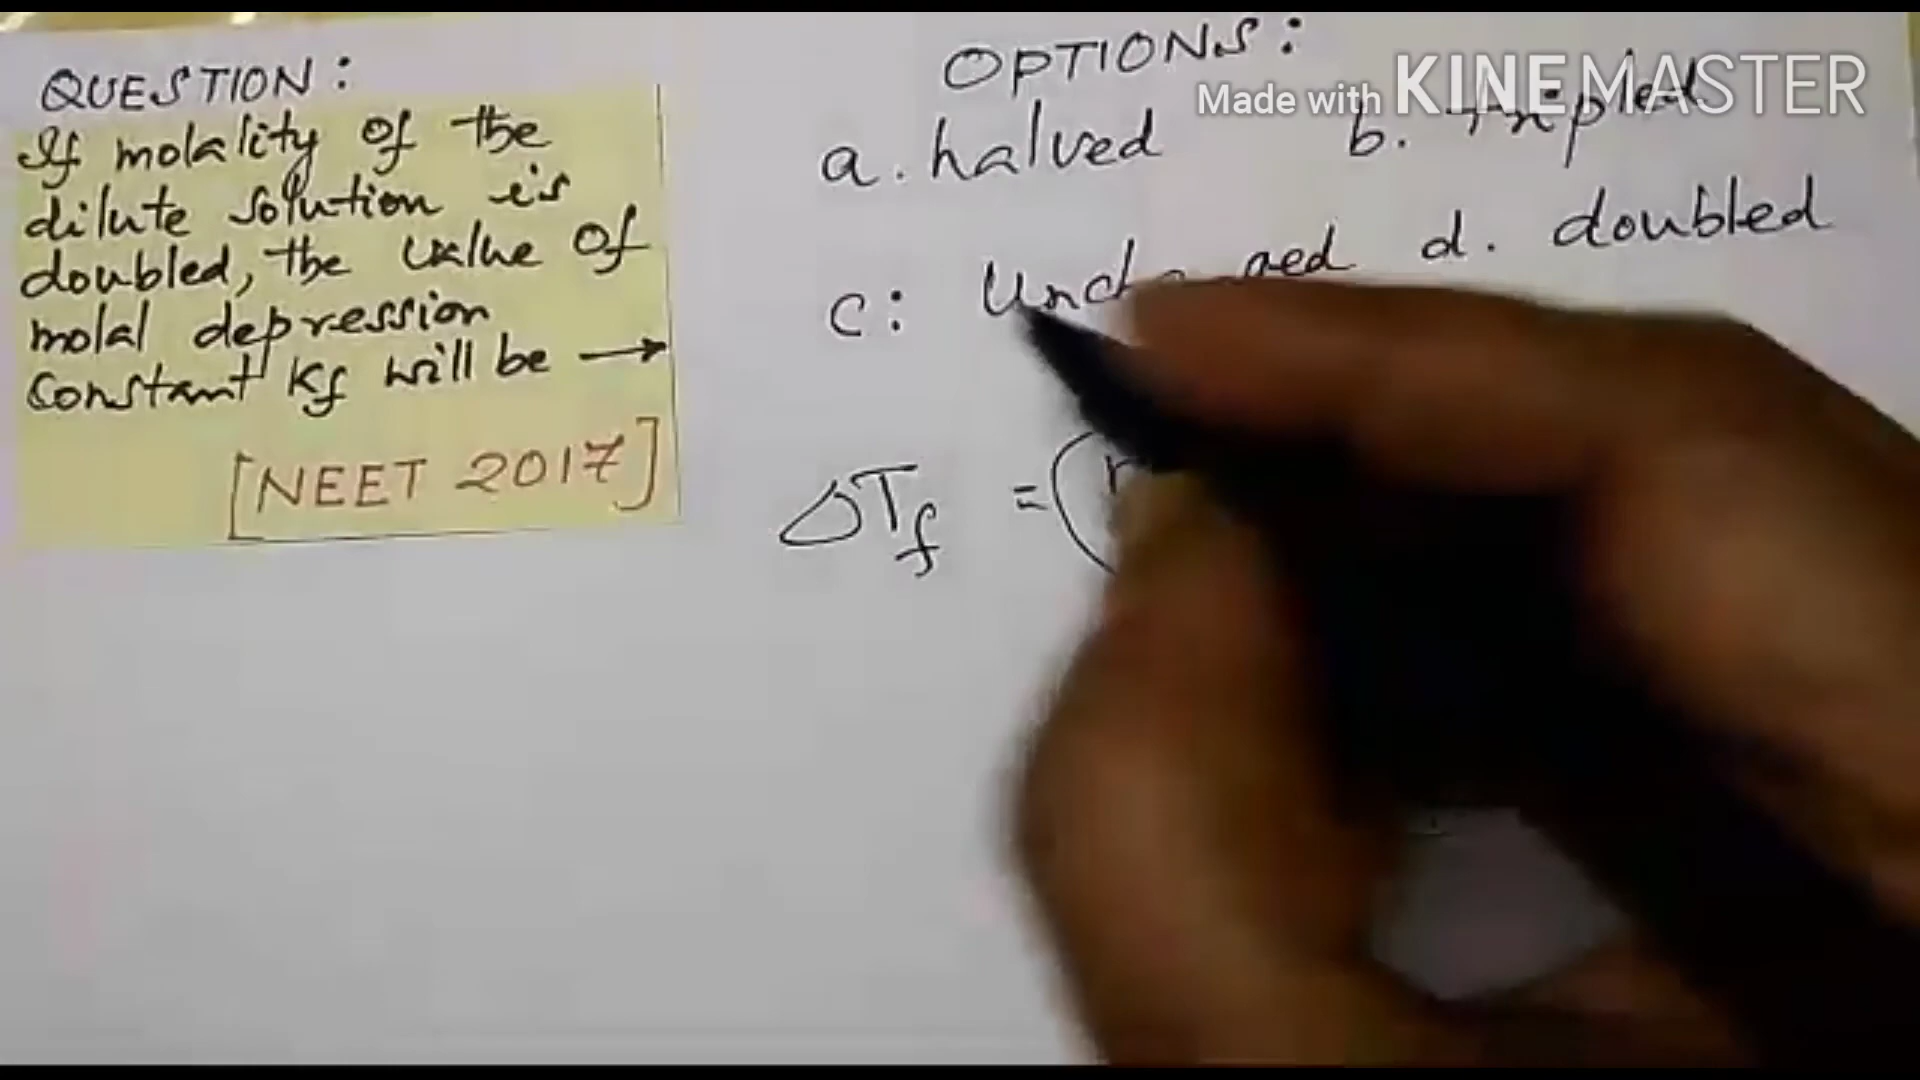 QUESTION:
If molality of the
dilute solution is
doubled, the value of
molal depression
Constant Kf will be →
[NEET 2017]
OPTIONS:
Made with KINEMASTER
a. halved b. tripled
c: d. doubled
ΔTf = (